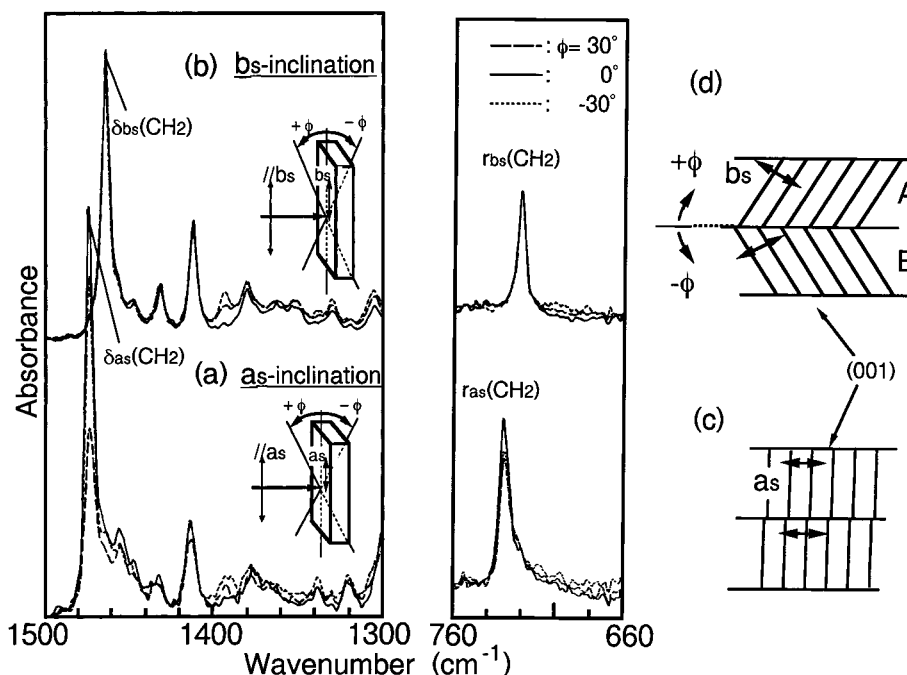 (b) bs-inclination
δbs(CH2)
+ϕ
-ϕ
//bs
bs
δas(CH2)
(a) as-inclination
+ϕ
-ϕ
//as
as
Absorbance
1500
1400
1300
: ϕ= 30°
: 0°
: -30°
rbs(CH2)
ras(CH2)
760
660
Wavenumber (cm-1)
(d)
+ϕ
bs
A
B
-ϕ
(001)
(c)
as